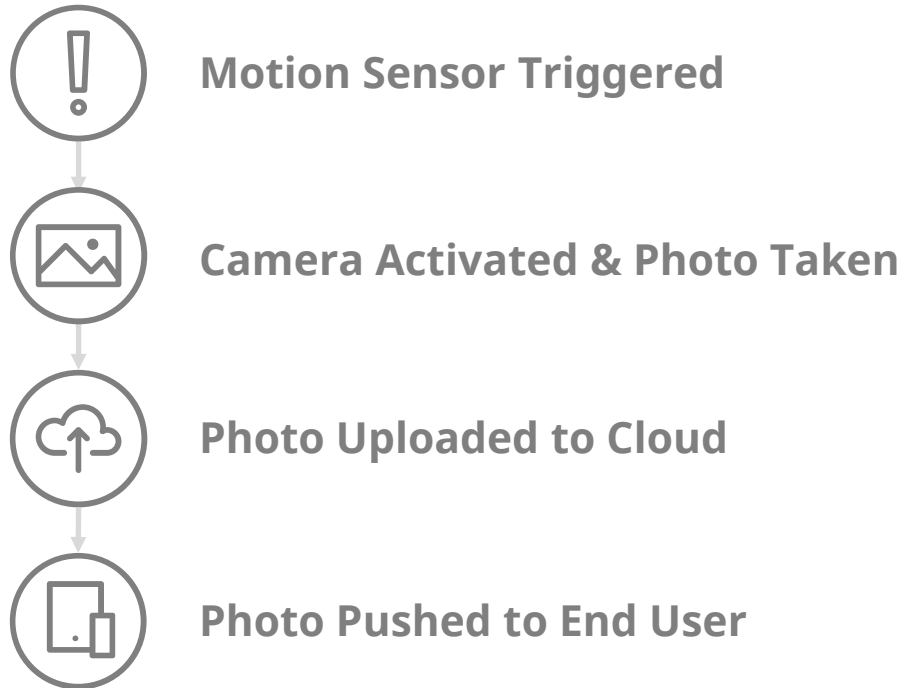 Motion Sensor Triggered
Camera Activated & Photo Taken
Photo Uploaded to Cloud
Photo Pushed to End User